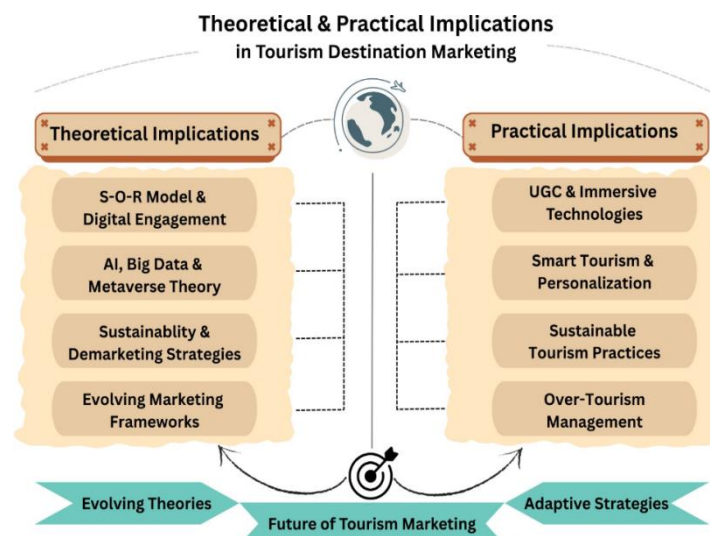 Theoretical & Practical Implications
in Tourism Destination Marketing
Theoretical Implications
S-O-R Model &
Digital Engagement
AI, Big Data &
Metaverse Theory
Sustainablity &
Demarketing Strategies
Evolving Marketing
Frameworks
Practical Implications
UGC & Immersive
Technologies
Smart Tourism &
Personalization
Sustainable
Tourism Practices
Over-Tourism
Management
Evolving Theories
Future of Tourism Marketing
Adaptive Strategies